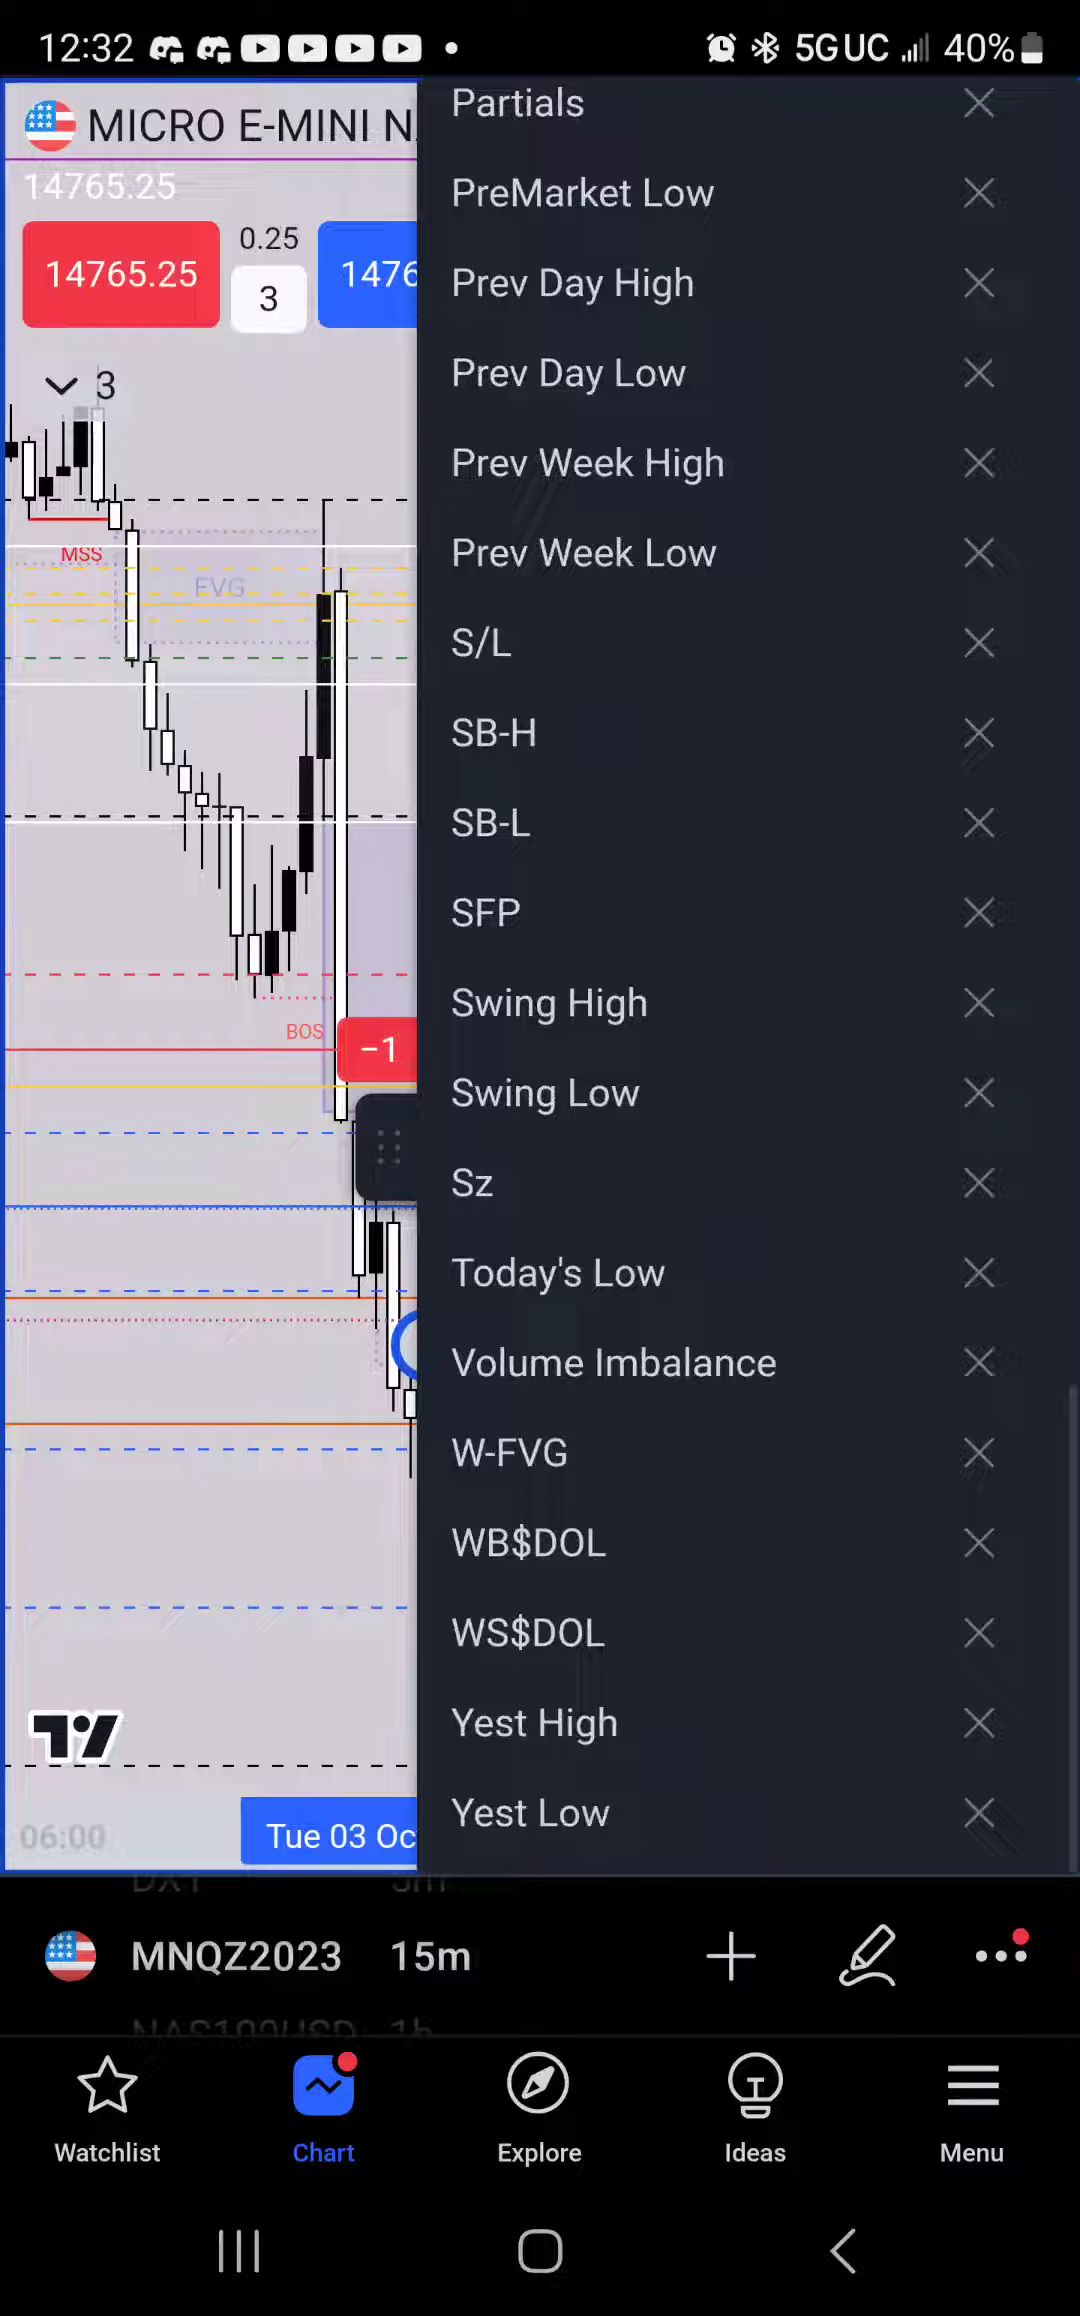 12:32
5G UC
40%
MICRO E-MINI N
14765.25
14765.25
0.25
3
1476
3
MSS
FVG
BOS
−1
06:00
Tue 03 Oc
Partials
PreMarket Low
Prev Day High
Prev Day Low
Prev Week High
Prev Week Low
S/L
SB-H
SB-L
SFP
Swing High
Swing Low
Sz
Today's Low
Volume Imbalance
W-FVG
WB$DOL
WS$DOL
Yest High
Yest Low
MNQZ2023 15m
NAS100USD 1h
Watchlist
Chart
Explore
Ideas
Menu